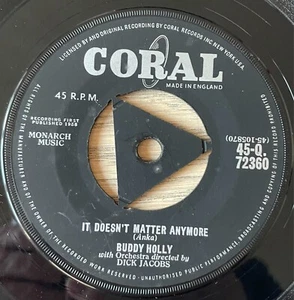 LICENSED BY AND ORIGINAL RECORDING BY CORAL RECORDS INC. NEW YORK, U.S.A.
CORAL
MADE IN ENGLAND
45 R.P.M.
RECORDING FIRST
PUBLISHED 1958
MONARCH
MUSIC
(45-105870)
45-Q.
72360
IT DOESN'T MATTER ANYMORE
(Anka)
BUDDY HOLLY
with Orchestra directed by
DICK JACOBS
ALL RIGHTS OF THE MANUFACTURER AND OF THE OWNER OF THE RECORDED WORK RESERVED. UNAUTHORISED PUBLIC PERFORMANCE, BROADCASTING AND COPYING OF THIS RECORD PROHIBITED